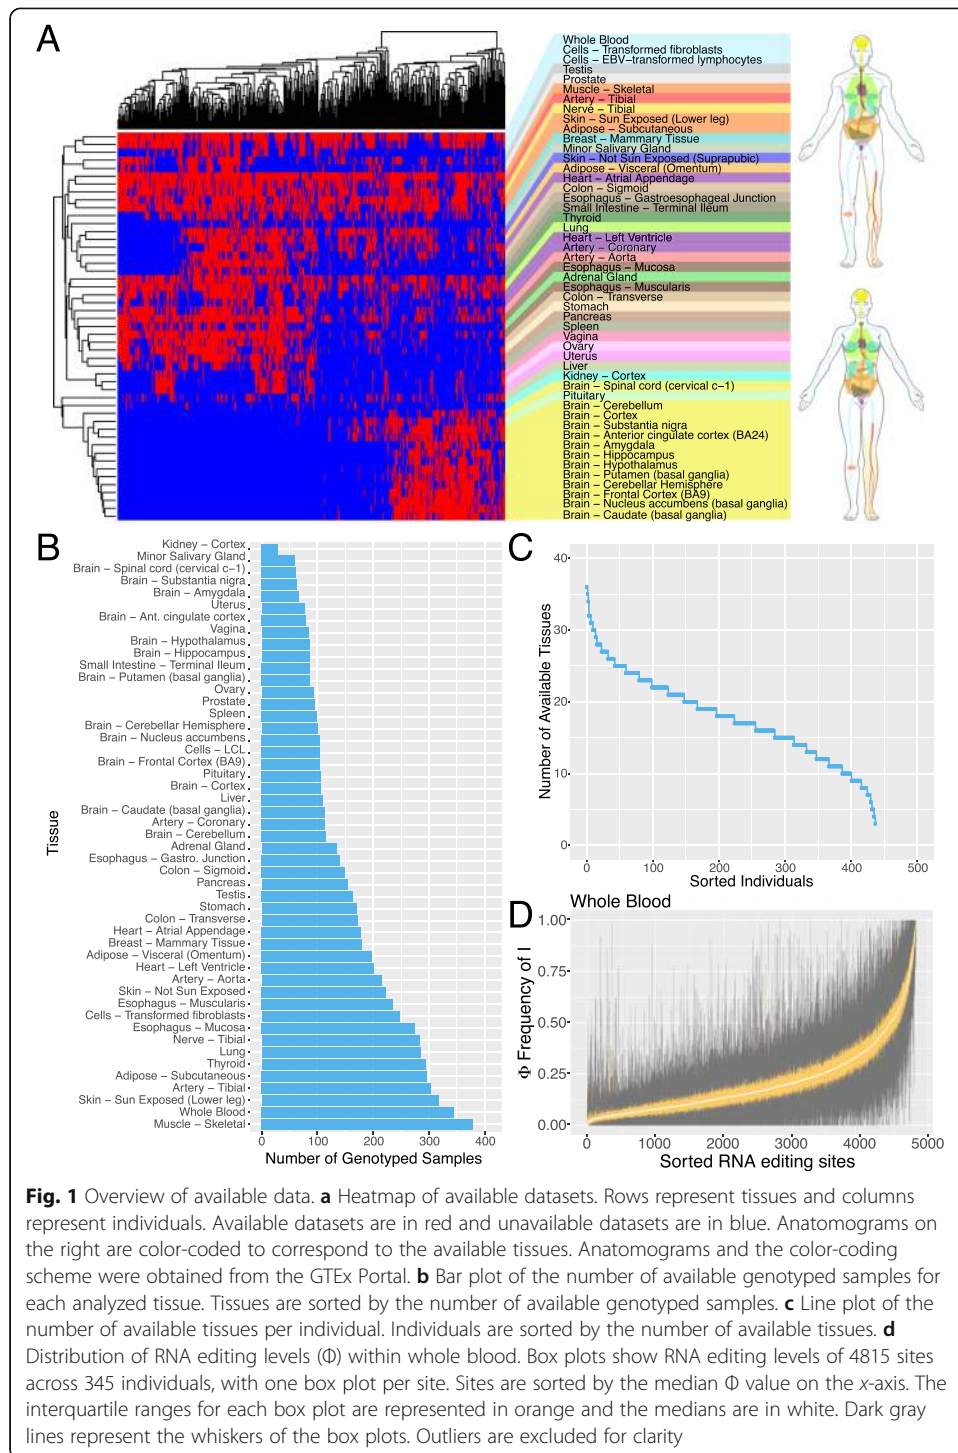 A
Whole Blood
Cells – Transformed fibroblasts
Cells – EBV–transformed lymphocytes
Testis
Prostate
Muscle – Skeletal
Artery – Tibial
Nerve – Tibial
Skin – Sun Exposed (Lower leg)
Adipose – Subcutaneous
Breast – Mammary Tissue
Minor Salivary Gland
Skin – Not Sun Exposed (Suprapubic)
Adipose – Visceral (Omentum)
Heart – Atrial Appendage
Colon – Sigmoid
Esophagus – Gastroesophageal Junction
Small Intestine – Terminal Ileum
Thyroid
Lung
Heart – Left Ventricle
Artery – Coronary
Artery – Aorta
Esophagus – Mucosa
Adrenal Gland
Esophagus – Muscularis
Colon – Transverse
Stomach
Pancreas
Spleen
Vagina
Ovary
Uterus
Liver
Kidney – Cortex
Brain – Spinal cord (cervical c–1)
Pituitary
Brain – Cerebellum
Brain – Cortex
Brain – Substantia nigra
Brain – Anterior cingulate cortex (BA24)
Brain – Amygdala
Brain – Hippocampus
Brain – Hypothalamus
Brain – Putamen (basal ganglia)
Brain – Cerebellar Hemisphere
Brain – Frontal Cortex (BA9)
Brain – Nucleus accumbens (basal ganglia)
Brain – Caudate (basal ganglia)
B
Kidney – Cortex
Minor Salivary Gland
Brain – Spinal cord (cervical c–1)
Brain – Substantia nigra
Brain – Amygdala
Uterus
Brain – Ant. cingulate cortex
Vagina
Brain – Hypothalamus
Brain – Hippocampus
Small Intestine – Terminal Ileum
Brain – Putamen (basal ganglia)
Ovary
Prostate
Spleen
Brain – Cerebellar Hemisphere
Brain – Nucleus accumbens
Cells – LCL
Brain – Frontal Cortex (BA9)
Pituitary
Brain – Cortex
Liver
Brain – Caudate (basal ganglia)
Artery – Coronary
Brain – Cerebellum
Adrenal Gland
Esophagus – Gastro. Junction
Colon – Sigmoid
Pancreas
Testis
Stomach
Colon – Transverse
Heart – Atrial Appendage
Breast – Mammary Tissue
Adipose – Visceral (Omentum)
Heart – Left Ventricle
Artery – Aorta
Skin – Not Sun Exposed
Esophagus – Muscularis
Cells – Transformed fibroblasts
Esophagus – Mucosa
Nerve – Tibial
Lung
Thyroid
Adipose – Subcutaneous
Artery – Tibial
Skin – Sun Exposed (Lower leg)
Whole Blood
Muscle – Skeletal
Tissue
0 100 200 300 400
Number of Genotyped Samples
C
40
30
20
10
0
Number of Available Tissues
0 100 200 300 400 500
Sorted Individuals
D
Whole Blood
1.00
0.75
0.50
0.25
0.00
Φ Frequency of I
0 1000 2000 3000 4000 5000
Sorted RNA editing sites
Fig. 1 Overview of available data. a Heatmap of available datasets. Rows represent tissues and columns
represent individuals. Available datasets are in red and unavailable datasets are in blue. Anatomograms on
the right are color-coded to correspond to the available tissues. Anatomograms and the color-coding
scheme were obtained from the GTEx Portal. b Bar plot of the number of available genotyped samples for
each analyzed tissue. Tissues are sorted by the number of available genotyped samples. c Line plot of the
number of available tissues per individual. Individuals are sorted by the number of available tissues. d
Distribution of RNA editing levels (Φ) within whole blood. Box plots show RNA editing levels of 4815 sites
across 345 individuals, with one box plot per site. Sites are sorted by the median Φ value on the x-axis. The
interquartile ranges for each box plot are represented in orange and the medians are in white. Dark gray
lines represent the whiskers of the box plots. Outliers are excluded for clarity